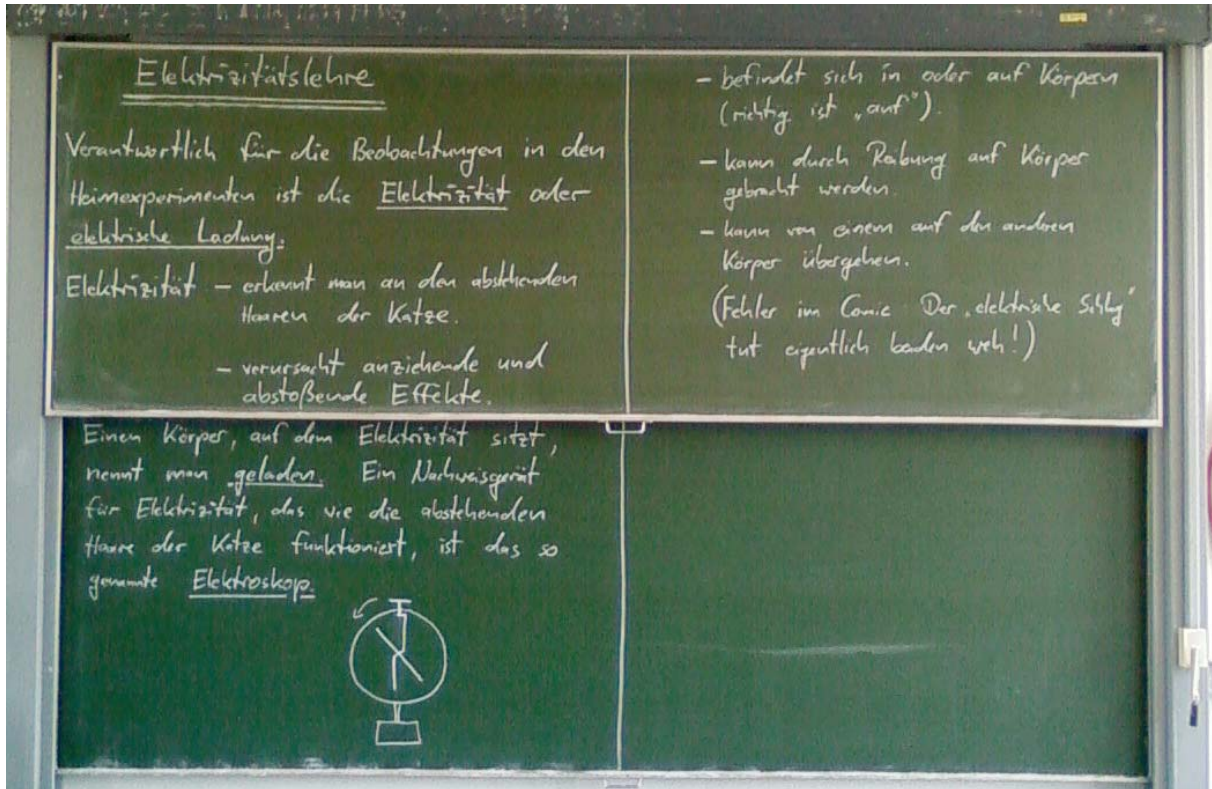 Elektrizitätslehre
Verantwortlich für die Beobachtungen in den
Heimexperimenten ist die Elektrizität oder
elektrische Ladung.
Elektrizität – erkennt man an den abstehenden
Haaren der Katze.
– verursacht anziehende und
abstoßende Effekte.
– befindet sich in oder auf Körpern
(richtig ist „auf").
– kann durch Reibung auf Körper
gebracht werden.
– kann von einem auf den anderen
Körper übergehen.
(Fehler im Comic Der „elektrische Schlag"
tut eigentlich beiden weh!)
Einen Körper, auf dem Elektrizität sitzt,
nennt man geladen. Ein Nachweisgerät
für Elektrizität, das wie die abstehenden
Haare der Katze funktioniert, ist das so
genannte Elektroskop.